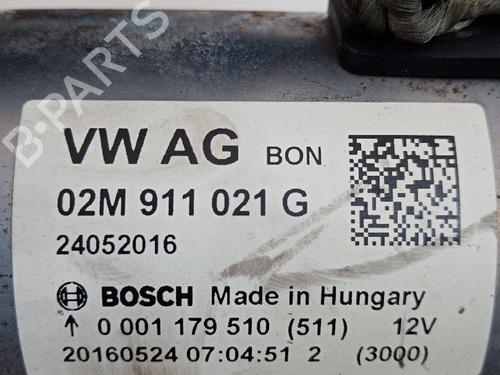 B-PARTS
VW AG BON
02M 911 021 G
24052016
BOSCH Made in Hungary
↑ 0 001 179 510 (511) 12V
20160524 07:04:51 2 (3000)